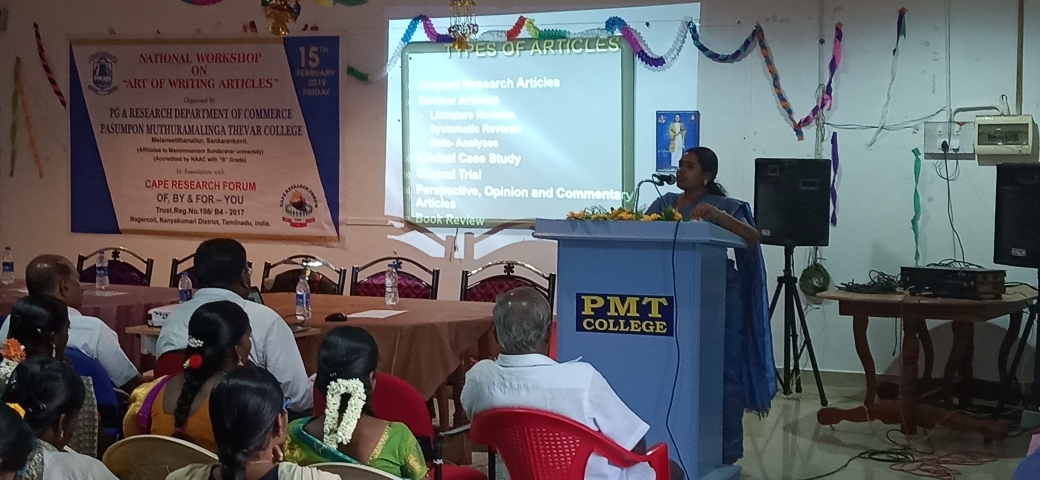 NATIONAL WORKSHOP
ON
"ART OF WRITING ARTICLES"
Organised By
PG & RESEARCH DEPARTMENT OF COMMERCE
PASUMPON MUTHURAMALINGA THEVAR COLLEGE
Melaneelithanallur, Sankarankovil.
(Affiliated to Manonmaniam Sundaranar university)
(Accredited by NAAC with "B" Grade)
In Association with
CAPE RESEARCH FORUM
OF, BY & FOR – YOU
Trust.Reg.No.198/ B4 - 2017
Nagercoil, Kanyakumari District, Tamilnadu, India.
15TH
FEBRUARY
2019
FRIDAY
CAPE RESEARCH FORUM
TYPES OF ARTICLES
Original Research Articles
Review Articles
Literature Reviews
Systematic Reviews
Meta- Analyses
Clinical Case Study
Clinical Trial
Perspective, Opinion and Commentary
Articles
Book Review
PMT
COLLEGE